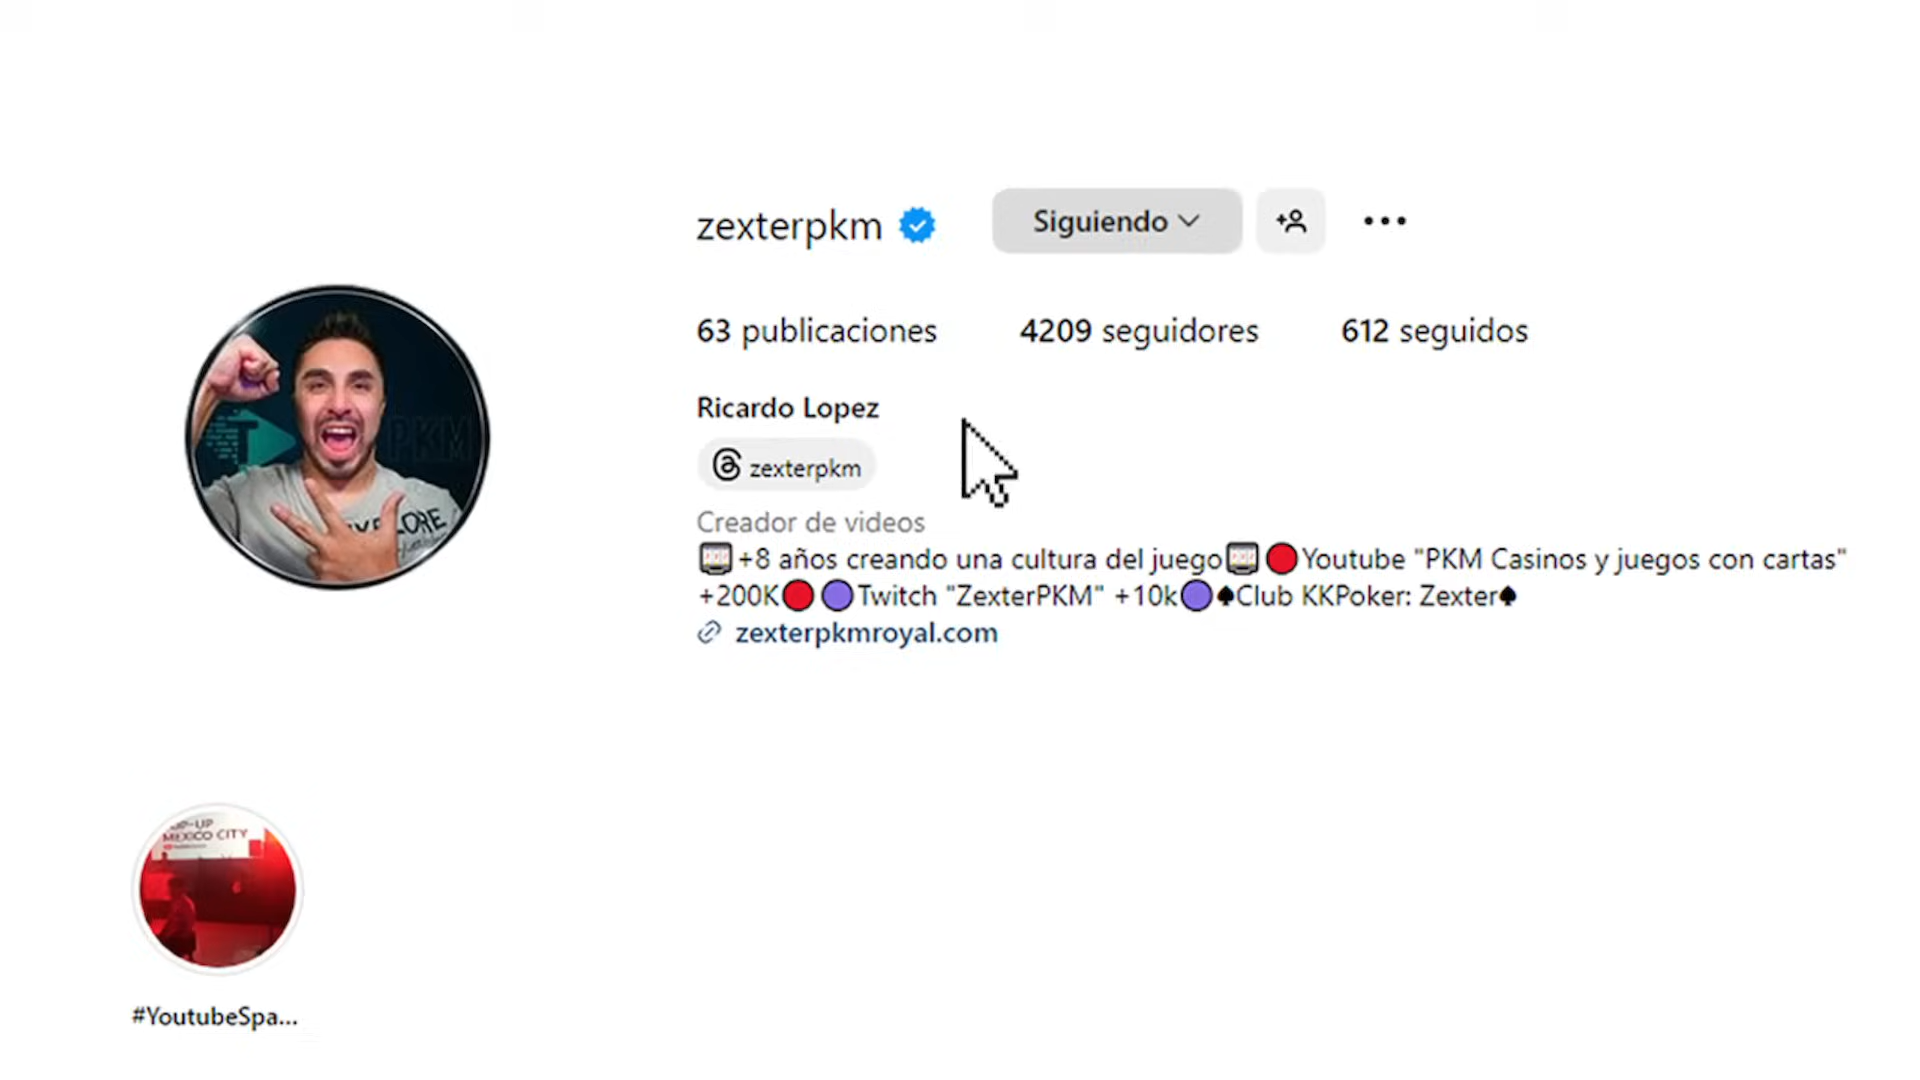 zexterpkm
Siguiendo
63 publicaciones
4209 seguidores
612 seguidos
Ricardo Lopez
zexterpkm
Creador de videos
🎰+8 años creando una cultura del juego🎰🔴Youtube "PKM Casinos y juegos con cartas"
+200K🔴🟣Twitch "ZexterPKM" +10k🟣♠Club KKPoker: Zexter♠
zexterpkmroyal.com
PKM
MEXICO CITY
#YoutubeSpa...